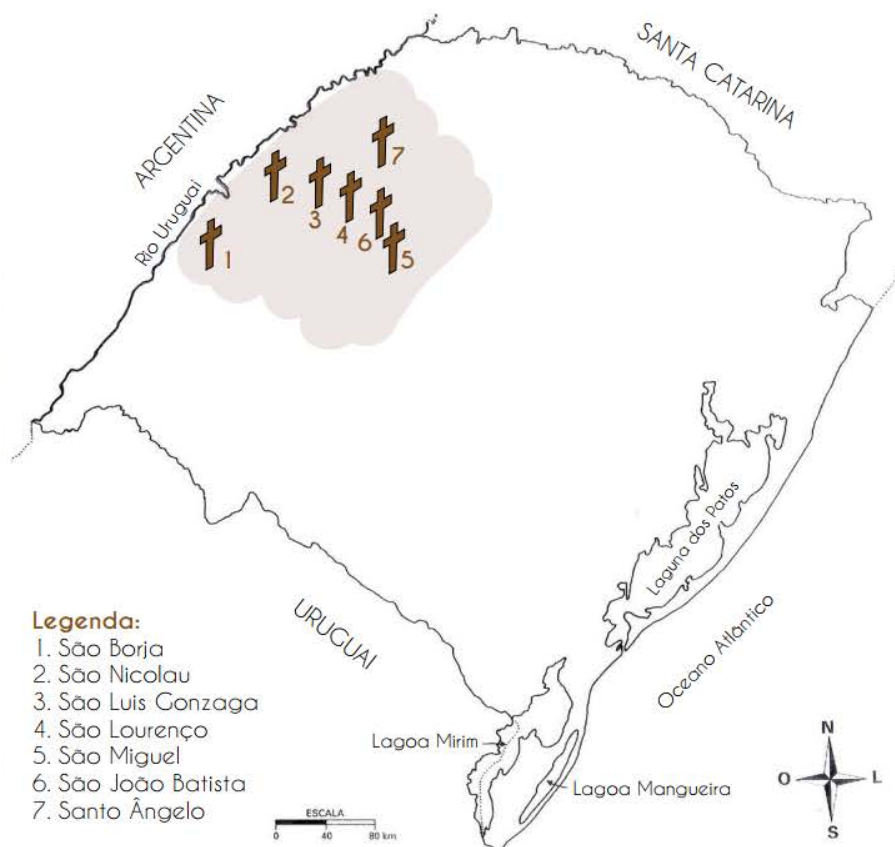 SANTA CATARINA
ARGENTINA
Rio Uruguai
7
2
3
4
6
5
1
Laguna dos Patos
URUGUAI
Oceano Atlântico
Legenda:
1. São Borja
2. São Nicolau
3. São Luis Gonzaga
4. São Lourenço
5. São Miguel
6. São João Batista
7. Santo Ângelo
Lagoa Mirim
Lagoa Mangueira
ESCALA
0 40 80 km
N
O L
S